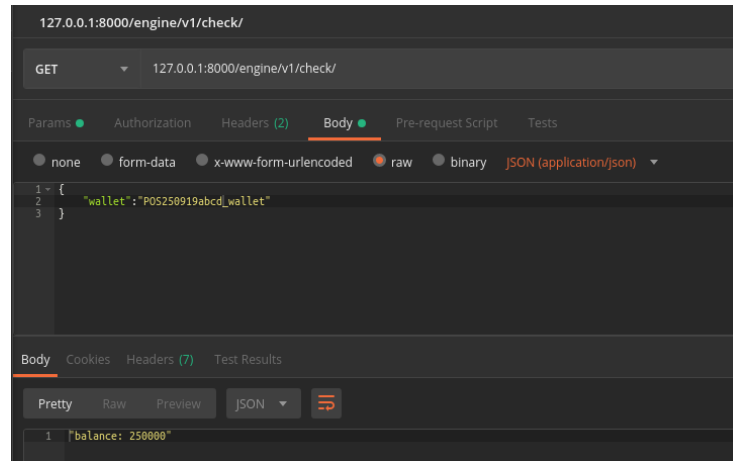 127.0.0.1:8000/engine/v1/check/
GET 127.0.0.1:8000/engine/v1/check/
Params Authorization Headers (2) Body Pre-request Script Tests
none form-data x-www-form-urlencoded raw binary JSON (application/json)
1 {
2 "wallet":"POS250919abcd_wallet"
3 }
Body Cookies Headers (7) Test Results
Pretty Raw Preview JSON
1 "balance: 250000"